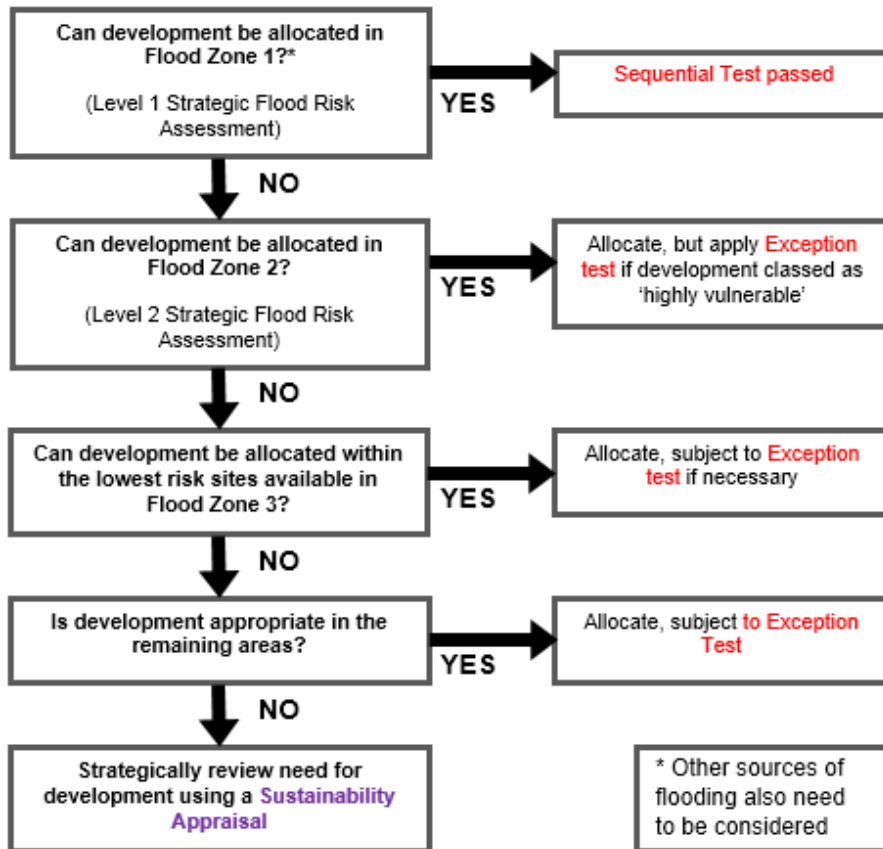 Can development be allocated in
Flood Zone 1?*
(Level 1 Strategic Flood Risk
Assessment)
YES
Sequential Test passed
NO
Can development be allocated in
Flood Zone 2?
(Level 2 Strategic Flood Risk
Assessment)
YES
Allocate, but apply Exception
test if development classed as
‘highly vulnerable’
NO
Can development be allocated within
the lowest risk sites available in
Flood Zone 3?
YES
Allocate, subject to Exception
test if necessary
NO
Is development appropriate in the
remaining areas?
YES
Allocate, subject to Exception
Test
NO
Strategically review need for
development using a Sustainability
Appraisal
* Other sources of
flooding also need
to be considered